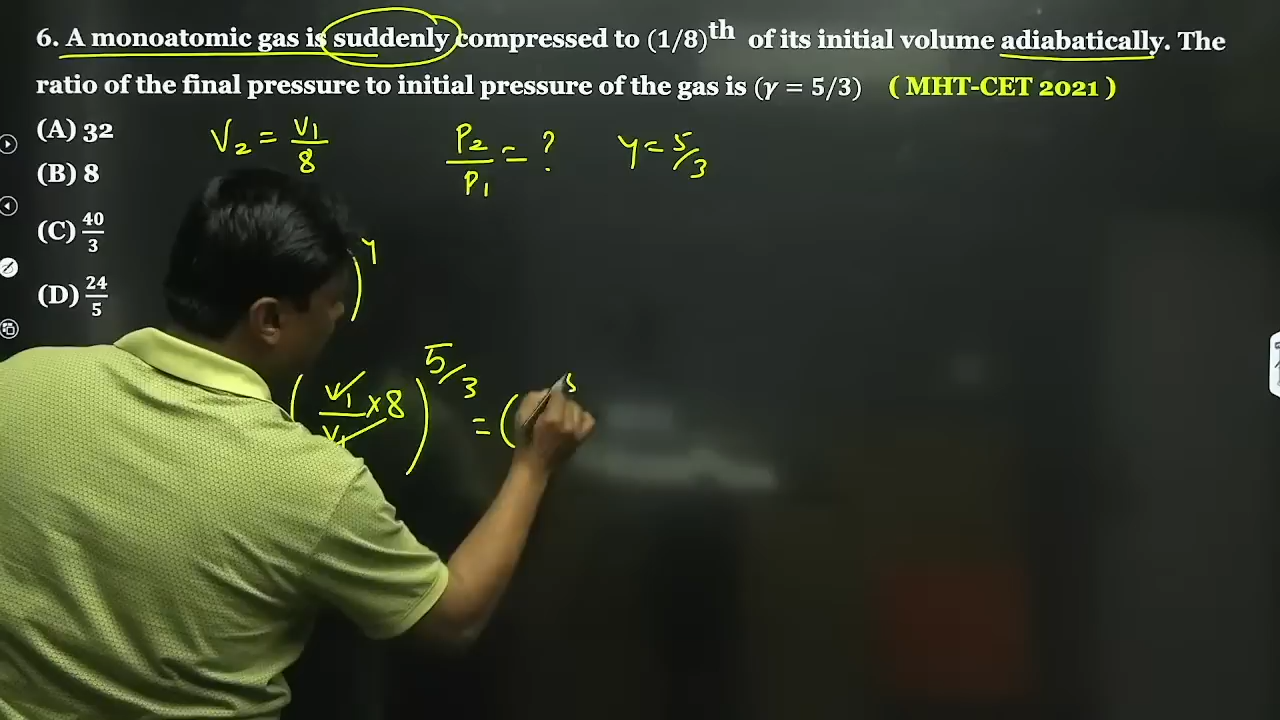 6. A monoatomic gas is suddenly compressed to (1/8)th of its initial volume adiabatically. The
ratio of the final pressure to initial pressure of the gas is (γ = 5/3) ( MHT-CET 2021 )
(A) 32
(B) 8
(C) 40/3
(D) 24/5
V2 = V1/8
P2/P1 = ?
γ = 5/3
)^γ
( V1/V1 × 8 )^5/3 = (